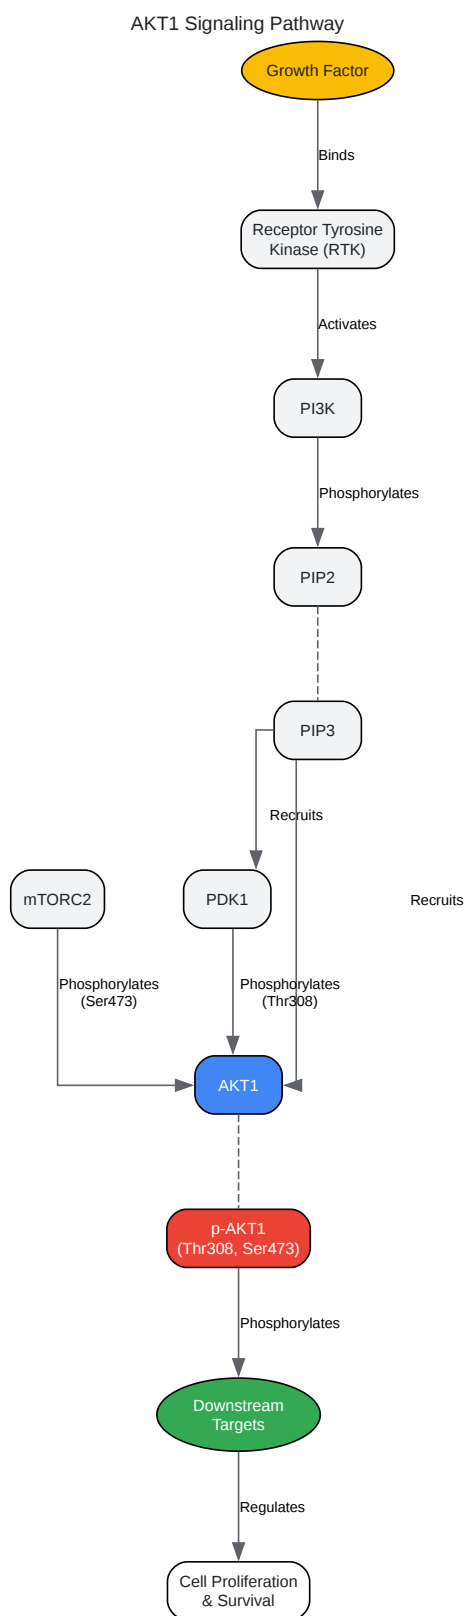 AKT1 Signaling Pathway
Growth Factor
Binds
Receptor Tyrosine
Kinase (RTK)
Activates
PI3K
Phosphorylates
PIP2
PIP3
Recruits
mTORC2
PDK1
Recruits
Phosphorylates
(Ser473)
Phosphorylates
(Thr308)
AKT1
p-AKT1
(Thr308, Ser473)
Phosphorylates
Downstream
Targets
Regulates
Cell Proliferation
& Survival